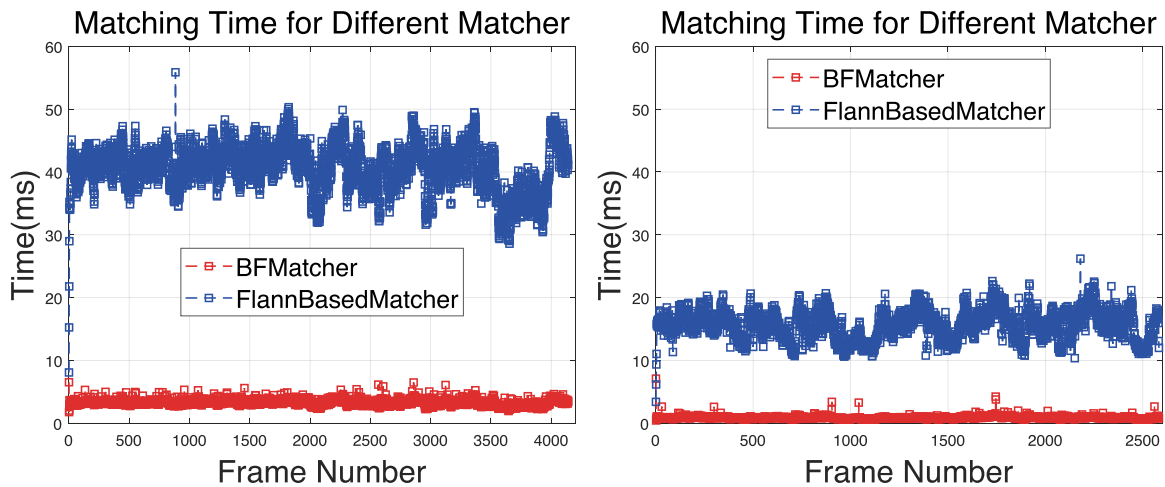 Matching Time for Different Matcher
60
50
40
30
20
10
0
Time(ms)
BFMatcher
FlannBasedMatcher
0 500 1000 1500 2000 2500 3000 3500 4000
Frame Number
Matching Time for Different Matcher
60
50
40
30
20
10
0
Time(ms)
BFMatcher
FlannBasedMatcher
0 500 1000 1500 2000 2500
Frame Number